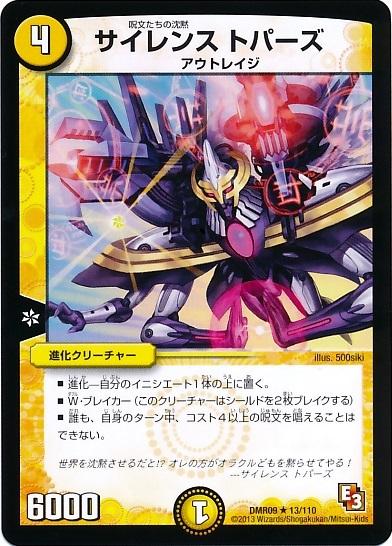 4
呪文たちの沈黙
サイレンス トパーズ
アウトレイジ
illus. 500siki
進化クリーチャー
■ 進化―自分のイニシエート1体の上に置く。
■ W・ブレイカー (このクリーチャーはシールドを2枚ブレイクする)
■ 誰も、自身のターン中、コスト4以上の呪文を唱えることは
できない。
世界を沈黙させるだと!? オレの方がオラクルどもを黙らせてやる!
---サイレンス トパーズ
6000
1
DMR09 ★ 13/110
©2013 Wizards/Shogakukan/Mitsui-Kids
E3